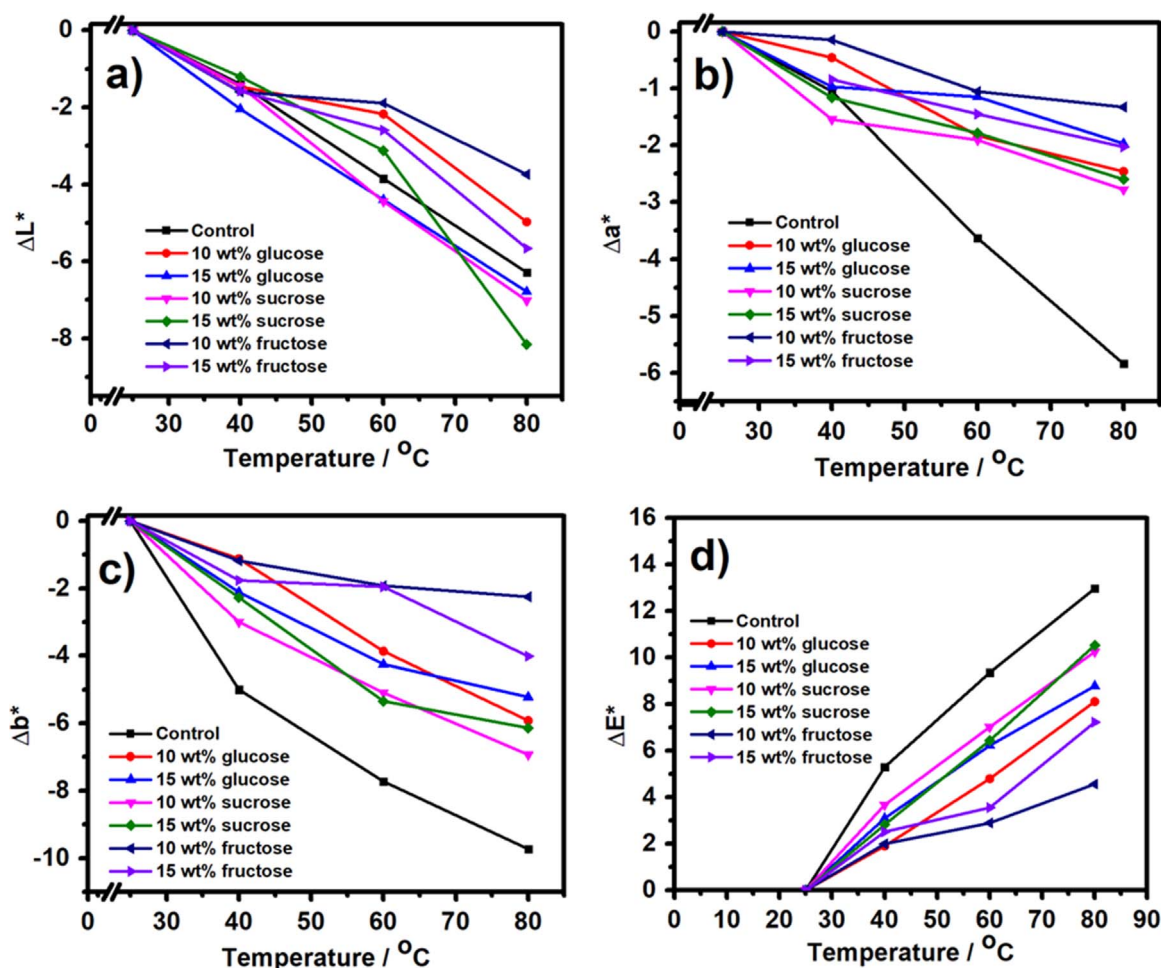 a)
0
-2
-4
-6
-8
ΔL*
Control
10 wt% glucose
15 wt% glucose
10 wt% sucrose
15 wt% sucrose
10 wt% fructose
15 wt% fructose
0 30 40 50 60 70 80
Temperature / °C
b)
0
-1
-2
-3
-4
-5
-6
Δa*
Control
10 wt% glucose
15 wt% glucose
10 wt% sucrose
15 wt% sucrose
10 wt% fructose
15 wt% fructose
0 30 40 50 60 70 80
Temperature / °C
c)
0
-2
-4
-6
-8
-10
Δb*
Control
10 wt% glucose
15 wt% glucose
10 wt% sucrose
15 wt% sucrose
10 wt% fructose
15 wt% fructose
0 30 40 50 60 70 80
Temperature / °C
d)
16
14
12
10
8
6
4
2
0
ΔE*
Control
10 wt% glucose
15 wt% glucose
10 wt% sucrose
15 wt% sucrose
10 wt% fructose
15 wt% fructose
0 10 20 30 40 50 60 70 80 90
Temperature / °C